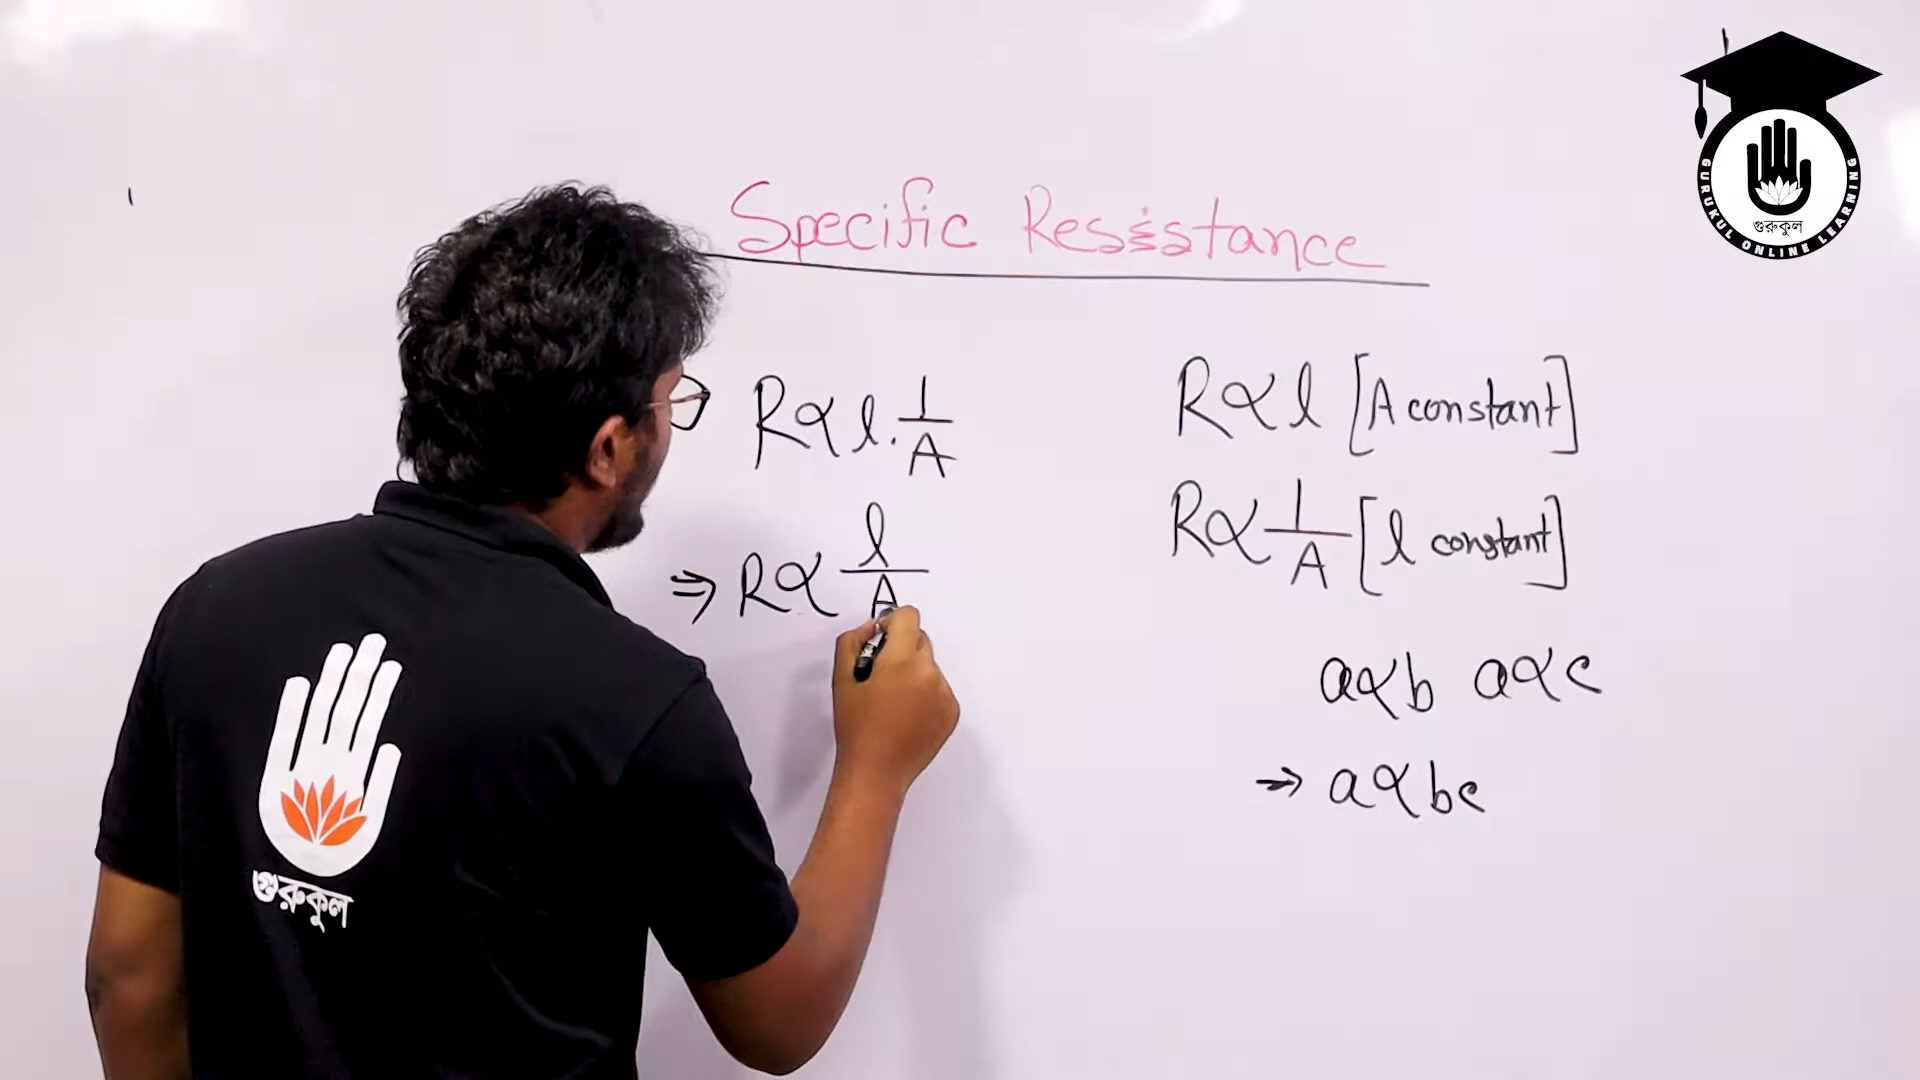 Specific Resistance
R∝l.1/A
⇒ R∝ l/A
R∝l [A constant]
R∝ 1/A [l constant]
a∝b a∝c
⇒ a∝bc
গুরুকুল
গুরুকুল
GURUKUL ONLINE LEARNING